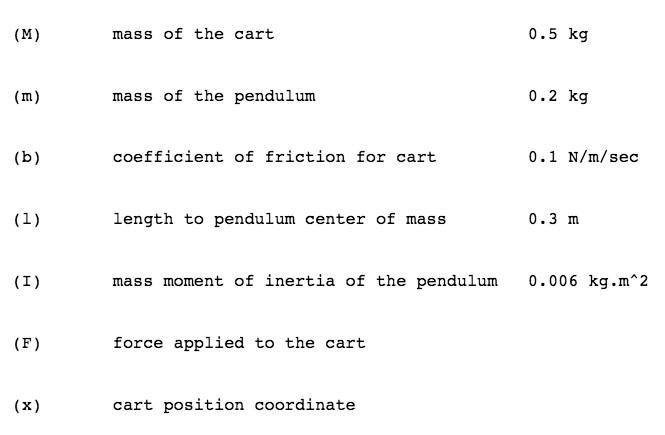 (M) mass of the cart 0.5 kg
(m) mass of the pendulum 0.2 kg
(b) coefficient of friction for cart 0.1 N/m/sec
(l) length to pendulum center of mass 0.3 m
(I) mass moment of inertia of the pendulum 0.006 kg.m^2
(F) force applied to the cart
(x) cart position coordinate